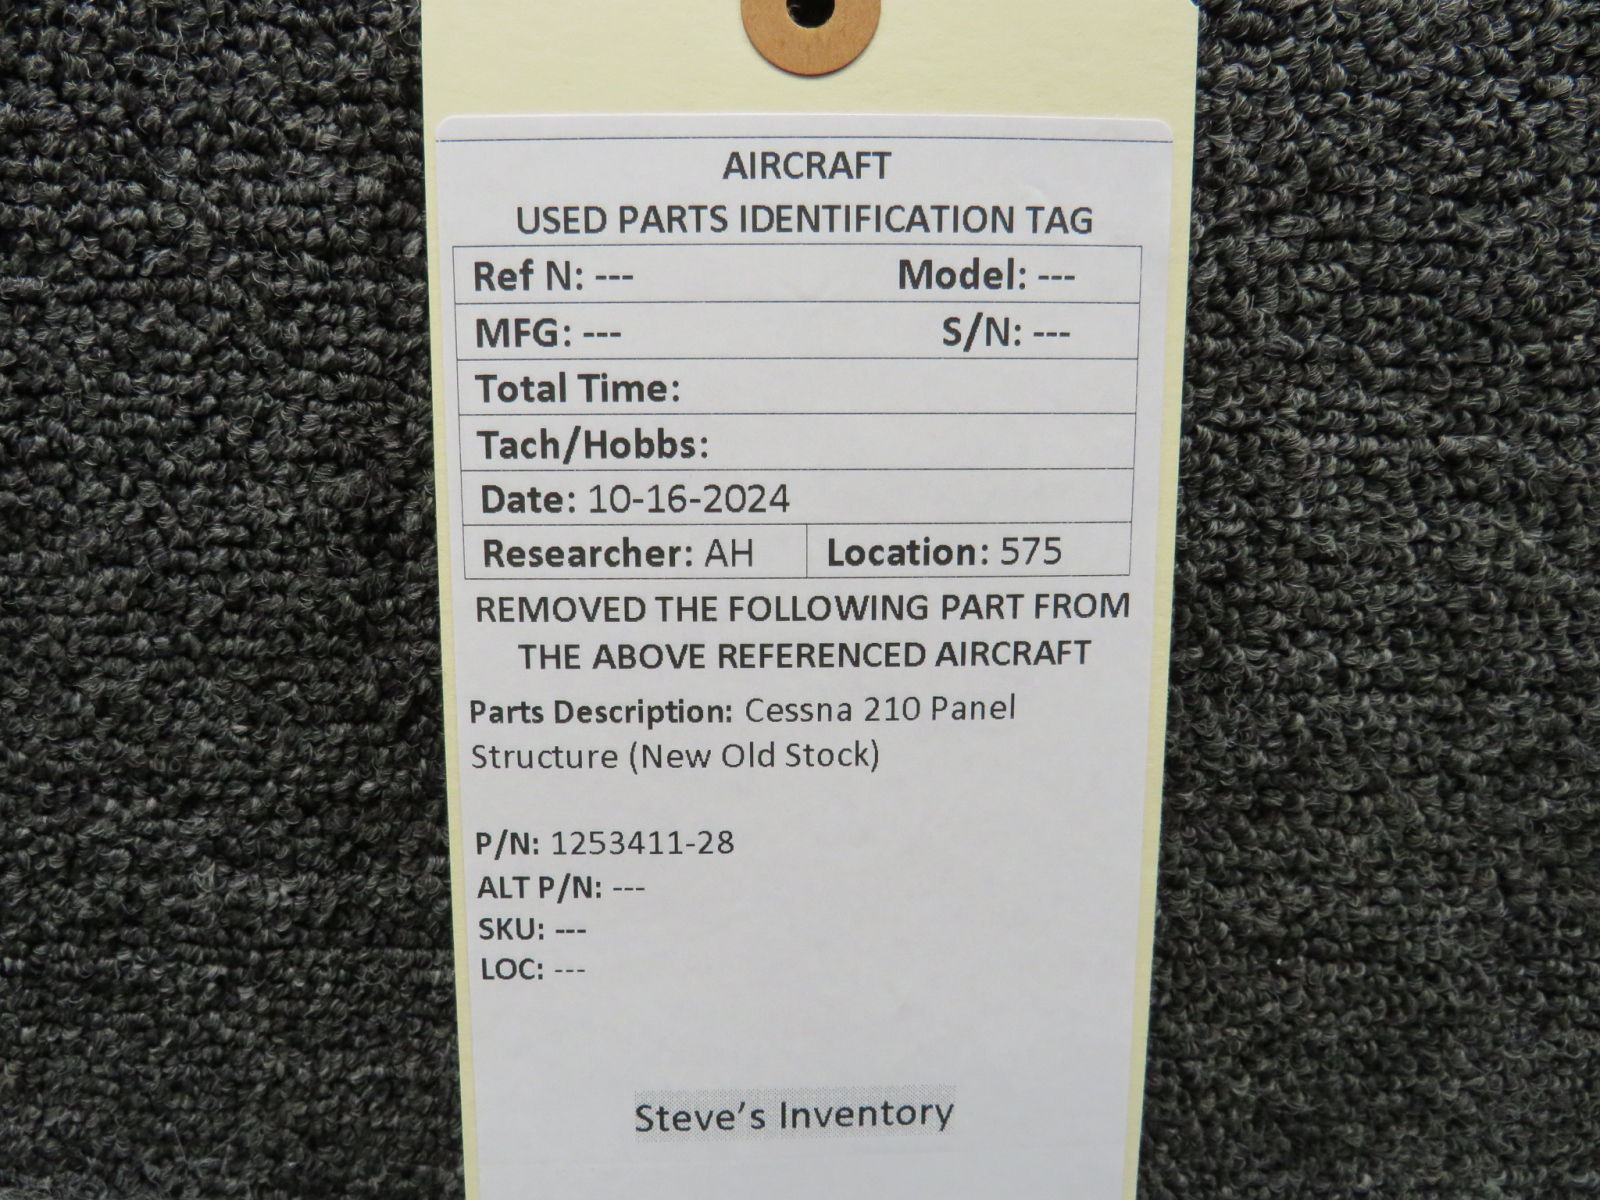 AIRCRAFT
USED PARTS IDENTIFICATION TAG
Ref N: --- Model: ---
MFG: --- S/N: ---
Total Time:
Tach/Hobbs:
Date: 10-16-2024
Researcher: AH Location: 575
REMOVED THE FOLLOWING PART FROM
THE ABOVE REFERENCED AIRCRAFT
Parts Description: Cessna 210 Panel
Structure (New Old Stock)
P/N: 1253411-28
ALT P/N: ---
SKU: ---
LOC: ---
Steve's Inventory